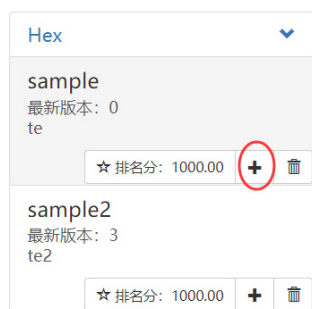 Hex
sample
最新版本：0
te
☆ 排名分：1000.00
sample2
最新版本：3
te2
☆ 排名分：1000.00